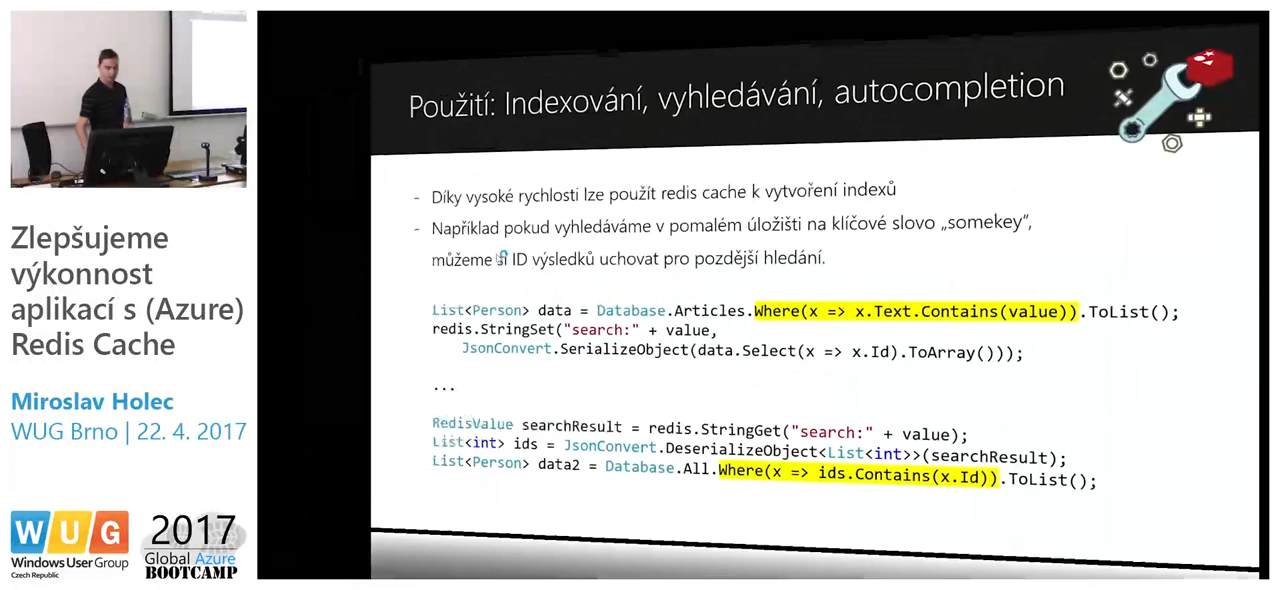 Zlepšujeme
výkonnost
aplikací s (Azure)
Redis Cache
Miroslav Holec
WUG Brno | 22. 4. 2017
WUG
Windows User Group
Czech Republic
2017
Global Azure
BOOTCAMP
Použití: Indexování, vyhledávání, autocompletion
- Díky vysoké rychlosti lze použít redis cache k vytvoření indexů
- Například pokud vyhledáváme v pomalém úložišti na klíčové slovo „somekey“,
můžeme si ID výsledků uchovat pro pozdější hledání.
List<Person> data = Database.Articles.Where(x => x.Text.Contains(value)).ToList();
redis.StringSet("search:" + value,
JsonConvert.SerializeObject(data.Select(x => x.Id).ToArray()));
...
RedisValue searchResult = redis.StringGet("search:" + value);
List<int> ids = JsonConvert.DeserializeObject<List<int>>(searchResult);
List<Person> data2 = Database.All.Where(x => ids.Contains(x.Id)).ToList();